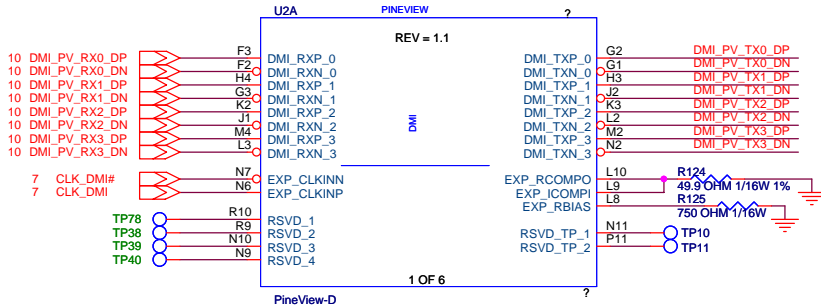 U2A PINEVIEW ?
REV = 1.1
10 DMI_PV_RX0_DP F3 DMI_RXP_0 DMI_TXP_0 G2 DMI_PV_TX0_DP
10 DMI_PV_RX0_DN F2 DMI_RXN_0 DMI_TXN_0 G1 DMI_PV_TX0_DN
10 DMI_PV_RX1_DP H4 DMI_RXP_1 DMI_TXP_1 H3 DMI_PV_TX1_DP
10 DMI_PV_RX1_DN G3 DMI_RXN_1 DMI_TXN_1 J2 DMI_PV_TX1_DN
10 DMI_PV_RX2_DP K2 DMI_RXP_2 DMI_TXP_2 K3 DMI_PV_TX2_DP
10 DMI_PV_RX2_DN J1 DMI_RXN_2 DMI_TXN_2 L2 DMI_PV_TX2_DN
10 DMI_PV_RX3_DP M4 DMI_RXP_3 DMI_TXP_3 M2 DMI_PV_TX3_DP
10 DMI_PV_RX3_DN L3 DMI_RXN_3 DMI_TXN_3 N2 DMI_PV_TX3_DN
DMI
7 CLK_DMI# N7 EXP_CLKINN EXP_RCOMPO L10 R124
7 CLK_DMI N6 EXP_CLKINP EXP_ICOMPI L9 49.9 OHM 1/16W 1%
EXP_RBIAS L8 R125
750 OHM 1/16W
TP78 R10 RSVD_1
TP38 R9 RSVD_2 RSVD_TP_1 N11 TP10
TP39 N10 RSVD_3 RSVD_TP_2 P11 TP11
TP40 N9 RSVD_4
1 OF 6
PineView-D ?